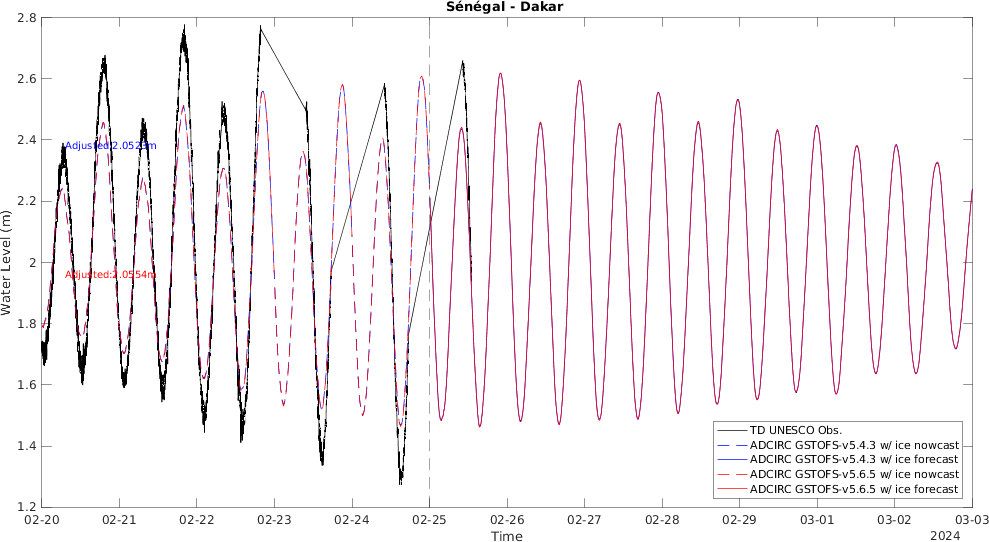 Sénégal - Dakar
2.8
2.6
2.4
2.2
2
1.8
1.6
1.4
1.2
Water Level (m)
Adjusted:2.0523m
Adjusted:2.0554m
TD UNESCO Obs.
ADCIRC GSTOFS-v5.4.3 w/ ice nowcast
ADCIRC GSTOFS-v5.4.3 w/ ice forecast
ADCIRC GSTOFS-v5.6.5 w/ ice nowcast
ADCIRC GSTOFS-v5.6.5 w/ ice forecast
02-20 02-21 02-22 02-23 02-24 02-25 02-26 02-27 02-28 02-29 03-01 03-02 03-03
Time
2024